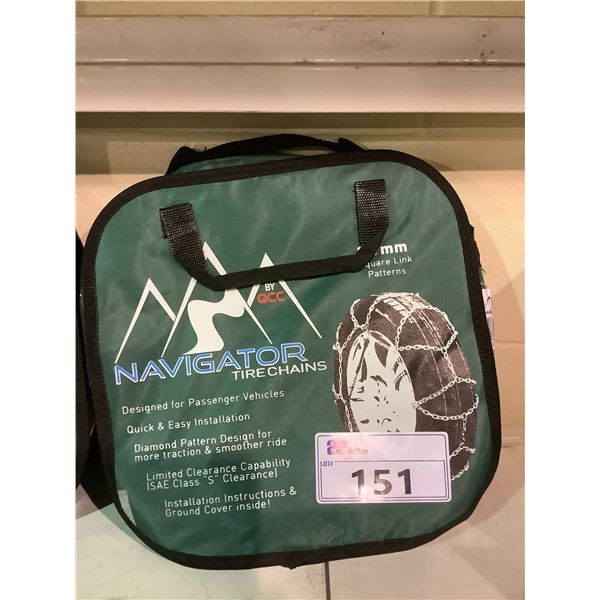 BY
QCC
NAVIGATOR
TIRECHAINS
mm
Square Link
Patterns
Designed for Passenger Vehicles
Quick & Easy Installation
Diamond Pattern Design for
more traction & smoother ride
Limited Clearance Capability
(SAE Class "S" Clearance)
Installation Instructions &
Ground Cover inside!
LOT#
151